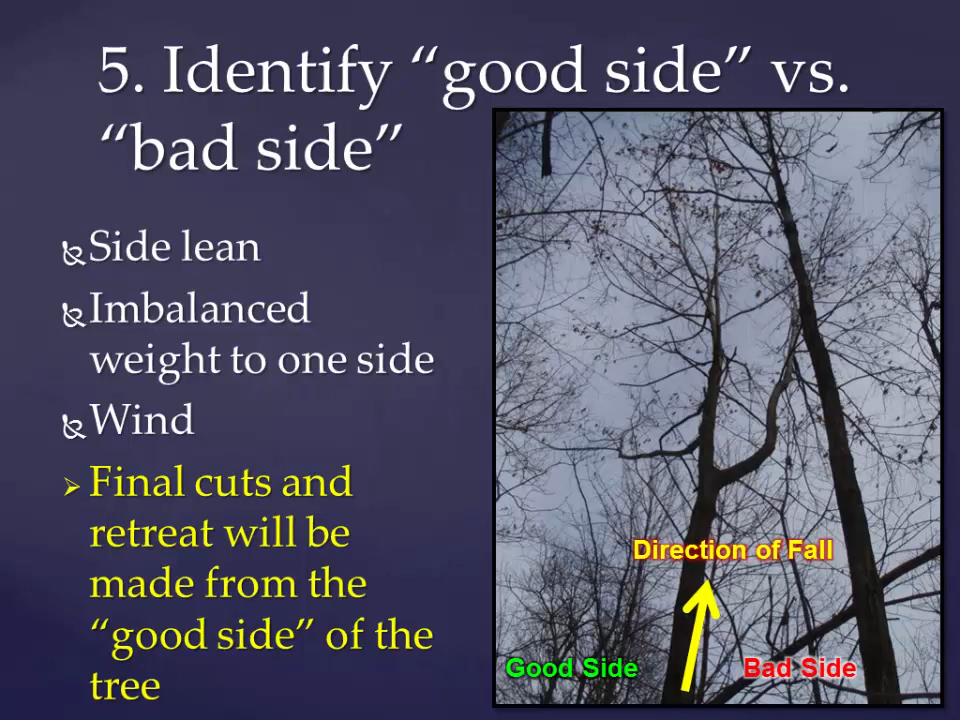 5. Identify “good side” vs.
“bad side”
Side lean
Imbalanced
weight to one side
Wind
Final cuts and
retreat will be
made from the
“good side” of the
tree
Direction of Fall
Good Side
Bad Side